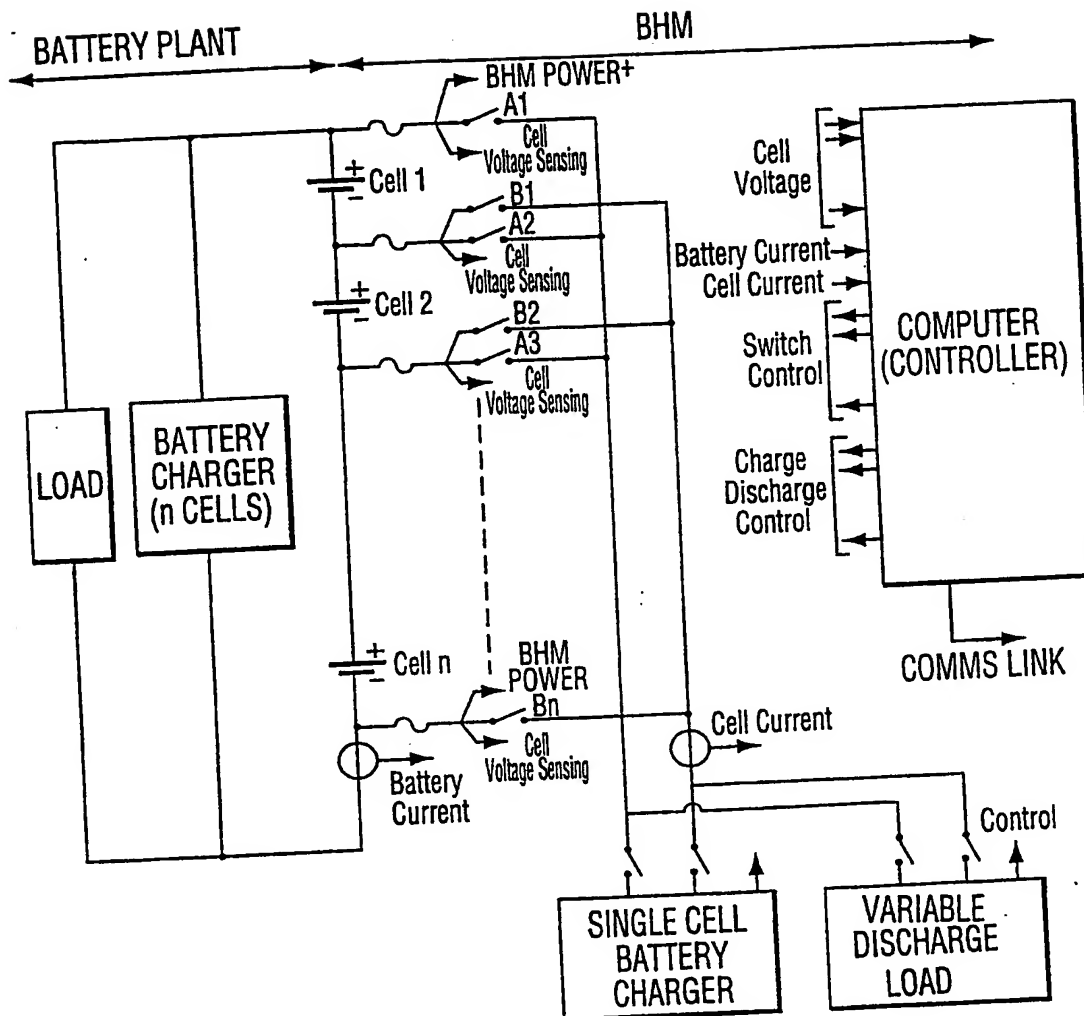 BATTERY PLANT
BHM
BHM POWER+
A1
Cell
Voltage Sensing
+
Cell 1
-
B1
A2
Cell
Voltage Sensing
+
Cell 2
-
B2
A3
Cell
Voltage Sensing
LOAD
BATTERY
CHARGER
(n CELLS)
+
Cell n
-
BHM
POWER
Bn
Cell
Voltage Sensing
Battery
Current
Cell Current
Cell
Voltage
Battery Current
Cell Current
Switch
Control
Charge
Discharge
Control
COMPUTER
(CONTROLLER)
COMMS LINK
Control
SINGLE CELL
BATTERY
CHARGER
VARIABLE
DISCHARGE
LOAD